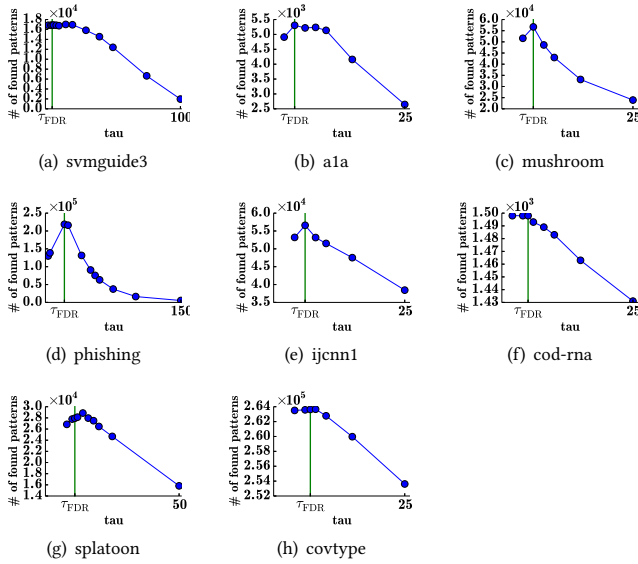 ×10⁴
# of found patterns
1.8
1.6
1.4
1.2
1.0
0.8
0.6
0.4
0.2
0.0
τFDR
100
tau
(a) svmguide3
×10³
# of found patterns
5.5
5.0
4.5
4.0
3.5
3.0
2.5
τFDR
25
tau
(b) a1a
×10⁴
# of found patterns
6.0
5.5
5.0
4.5
4.0
3.5
3.0
2.5
2.0
τFDR
25
tau
(c) mushroom
×10⁵
# of found patterns
2.5
2.0
1.5
1.0
0.5
0.0
τFDR
150
tau
(d) phishing
×10⁴
# of found patterns
6.0
5.5
5.0
4.5
4.0
3.5
τFDR
25
tau
(e) ijcnn1
×10³
# of found patterns
1.50
1.49
1.48
1.47
1.46
1.45
1.44
1.43
τFDR
25
tau
(f) cod-rna
×10⁴
# of found patterns
3.0
2.8
2.6
2.4
2.2
2.0
1.8
1.6
1.4
τFDR
50
tau
(g) splatoon
×10⁵
# of found patterns
2.64
2.62
2.60
2.58
2.56
2.54
2.52
τFDR
25
tau
(h) covtype